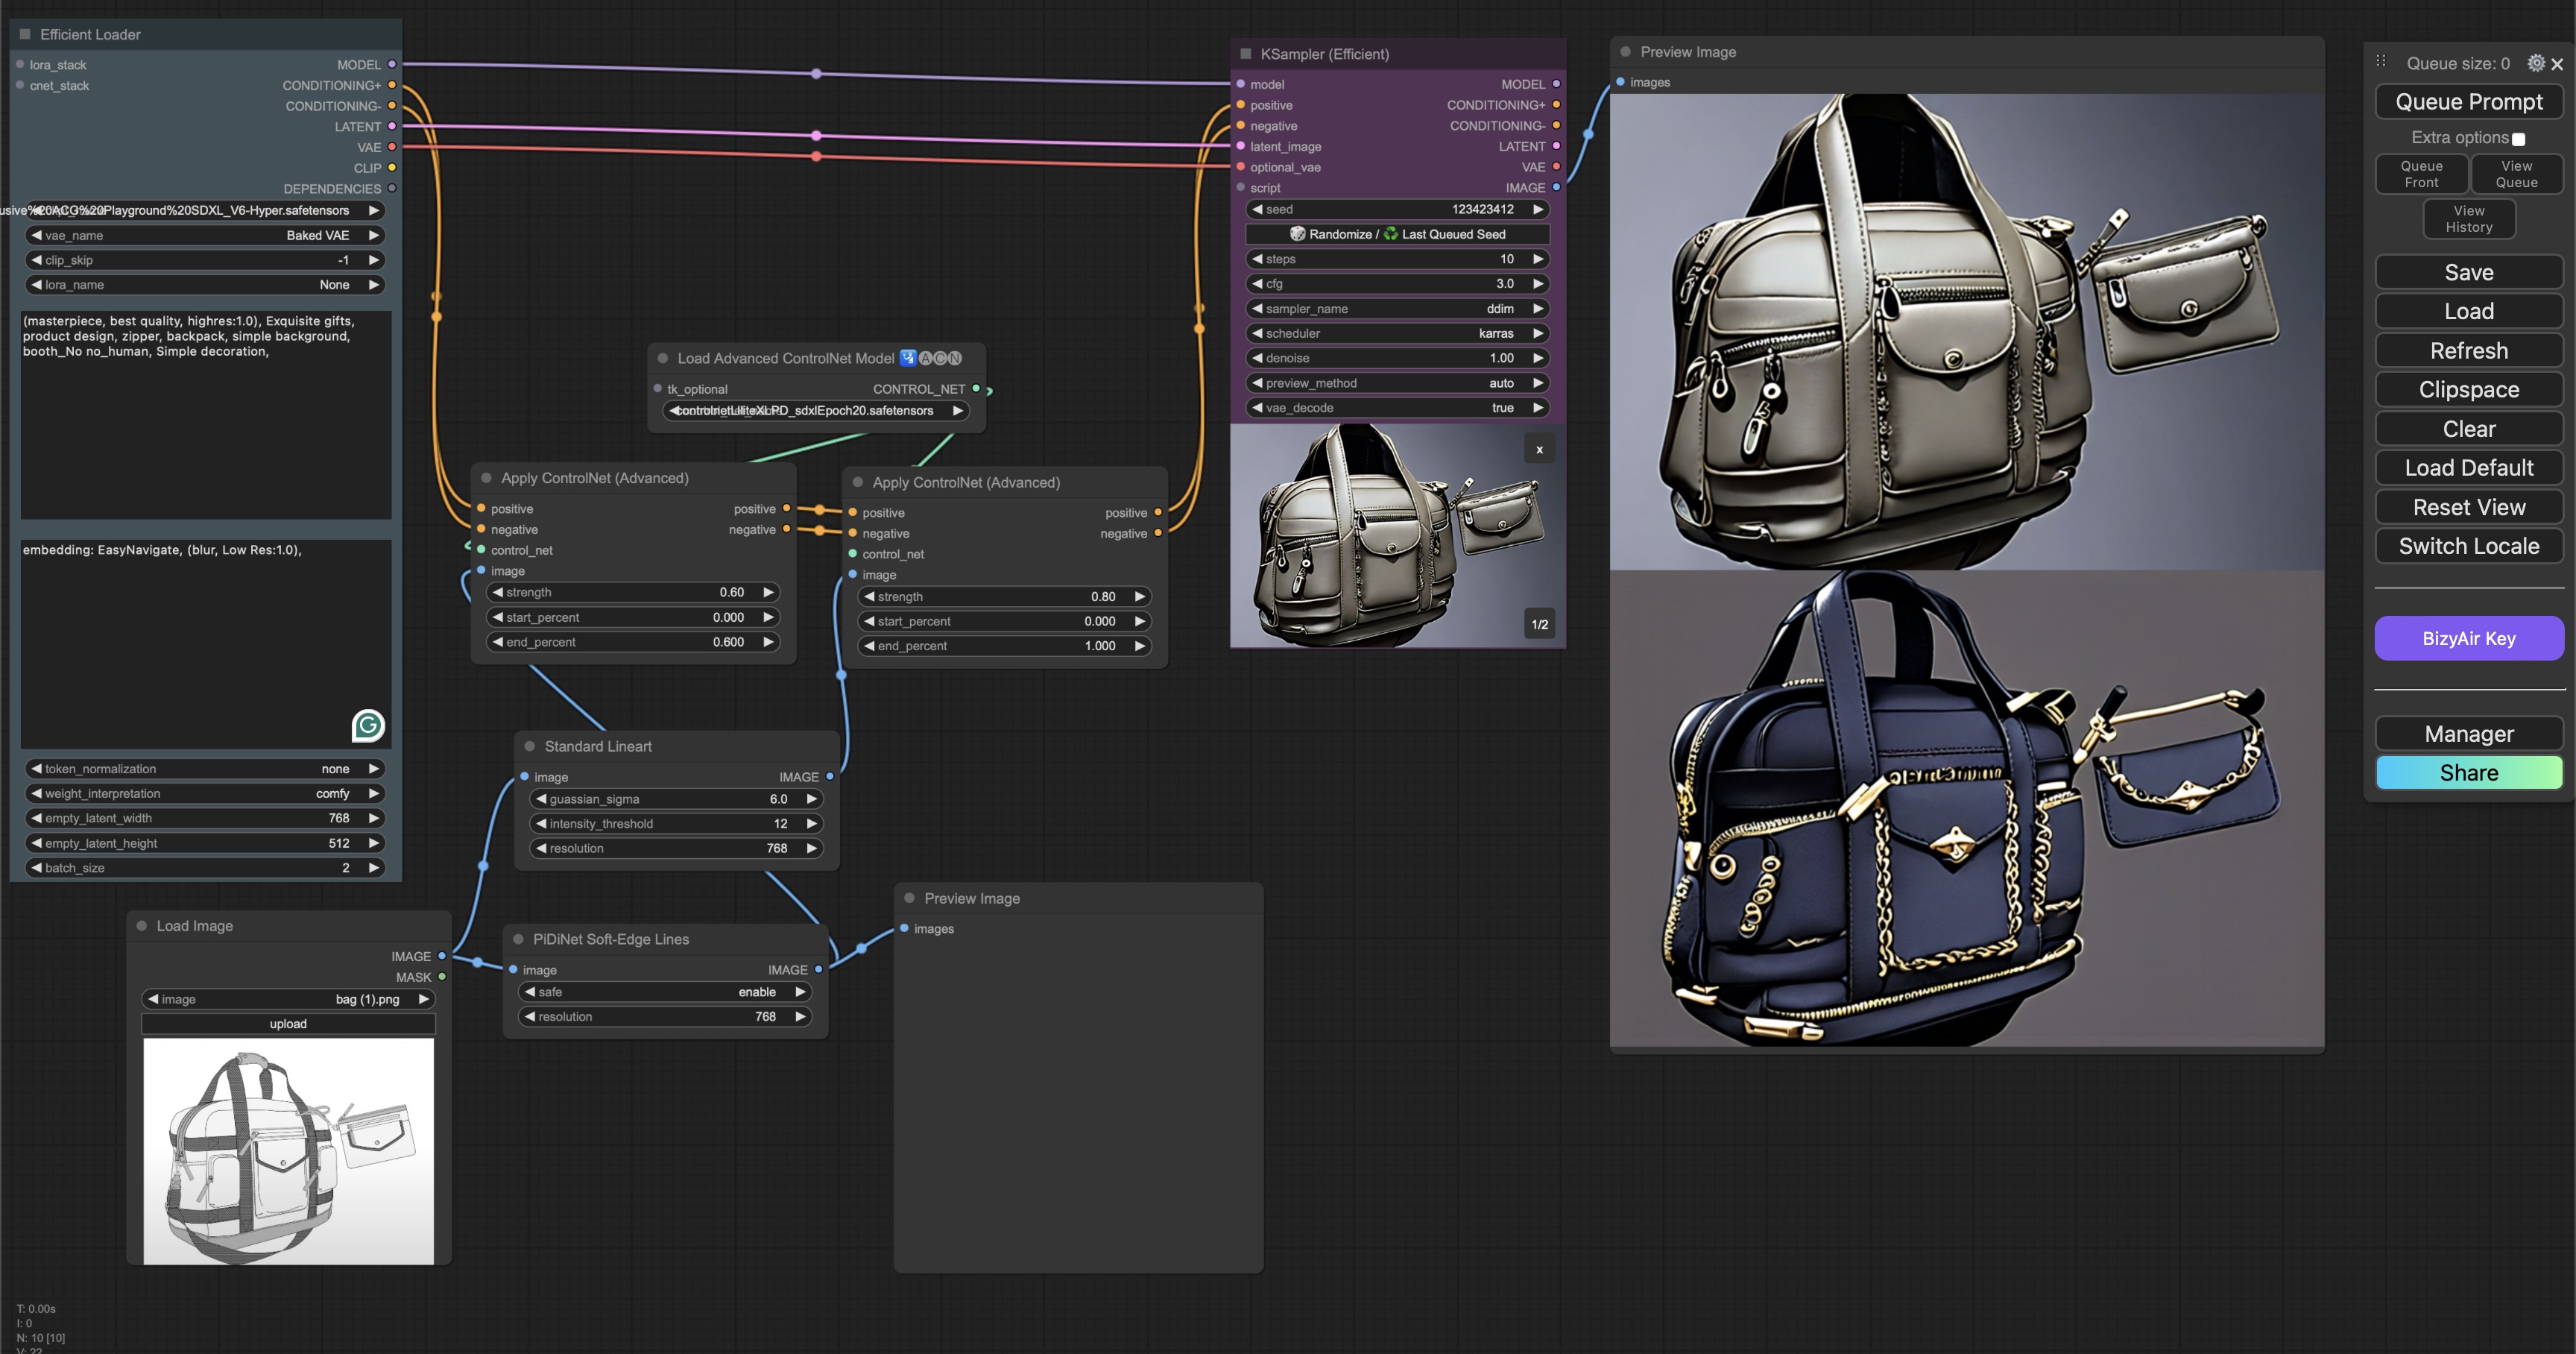 Efficient Loader
lora_stack
MODEL
cnet_stack
CONDITIONING+
CONDITIONING-
LATENT
VAE
CLIP
DEPENDENCIES
usive%20ACG%20Playground%20SDXL_V6-Hyper.safetensors
vae_name
Baked VAE
clip_skip
-1
lora_name
None
(masterpiece, best quality, highres:1.0), Exquisite gifts,
product design, zipper, backpack, simple background,
booth_No no_human, Simple decoration,
embedding: EasyNavigate, (blur, Low Res:1.0),
token_normalization
none
weight_interpretation
comfy
empty_latent_width
768
empty_latent_height
512
batch_size
2
Load Advanced ControlNet Model ACN
tk_optional
CONTROL_NET
controlnetLlliteXLPD_sdxlEpoch20.safetensors
Apply ControlNet (Advanced)
positive
positive
negative
negative
control_net
image
strength
0.60
start_percent
0.000
end_percent
0.600
Apply ControlNet (Advanced)
positive
positive
negative
negative
control_net
image
strength
0.80
start_percent
0.000
end_percent
1.000
Standard Lineart
image
IMAGE
guassian_sigma
6.0
intensity_threshold
12
resolution
768
Load Image
IMAGE
MASK
image
bag (1).png
upload
PiDiNet Soft-Edge Lines
image
IMAGE
safe
enable
resolution
768
Preview Image
images
KSampler (Efficient)
model
MODEL
positive
CONDITIONING+
negative
CONDITIONING-
latent_image
LATENT
optional_vae
VAE
script
IMAGE
seed
123423412
Randomize / Last Queued Seed
steps
10
cfg
3.0
sampler_name
ddim
scheduler
karras
denoise
1.00
preview_method
auto
vae_decode
true
x
1/2
Preview Image
images
Queue size: 0
Queue Prompt
Extra options
Queue
Front
View
Queue
View
History
Save
Load
Refresh
Clipspace
Clear
Load Default
Reset View
Switch Locale
BizyAir Key
Manager
Share
T: 0.00s
I: 0
N: 10 [10]
V: 22